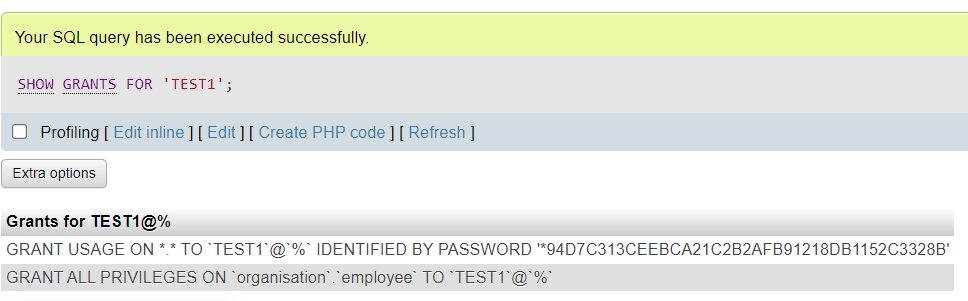 Your SQL query has been executed successfully.
SHOW GRANTS FOR 'TEST1';
Profiling [ Edit inline ] [ Edit ] [ Create PHP code ] [ Refresh ]
Extra options
Grants for TEST1@%
GRANT USAGE ON *.* TO `TEST1`@`%` IDENTIFIED BY PASSWORD '*94D7C313CEEBCA21C2B2AFB91218DB1152C3328B'
GRANT ALL PRIVILEGES ON `organisation`.`employee` TO `TEST1`@`%`